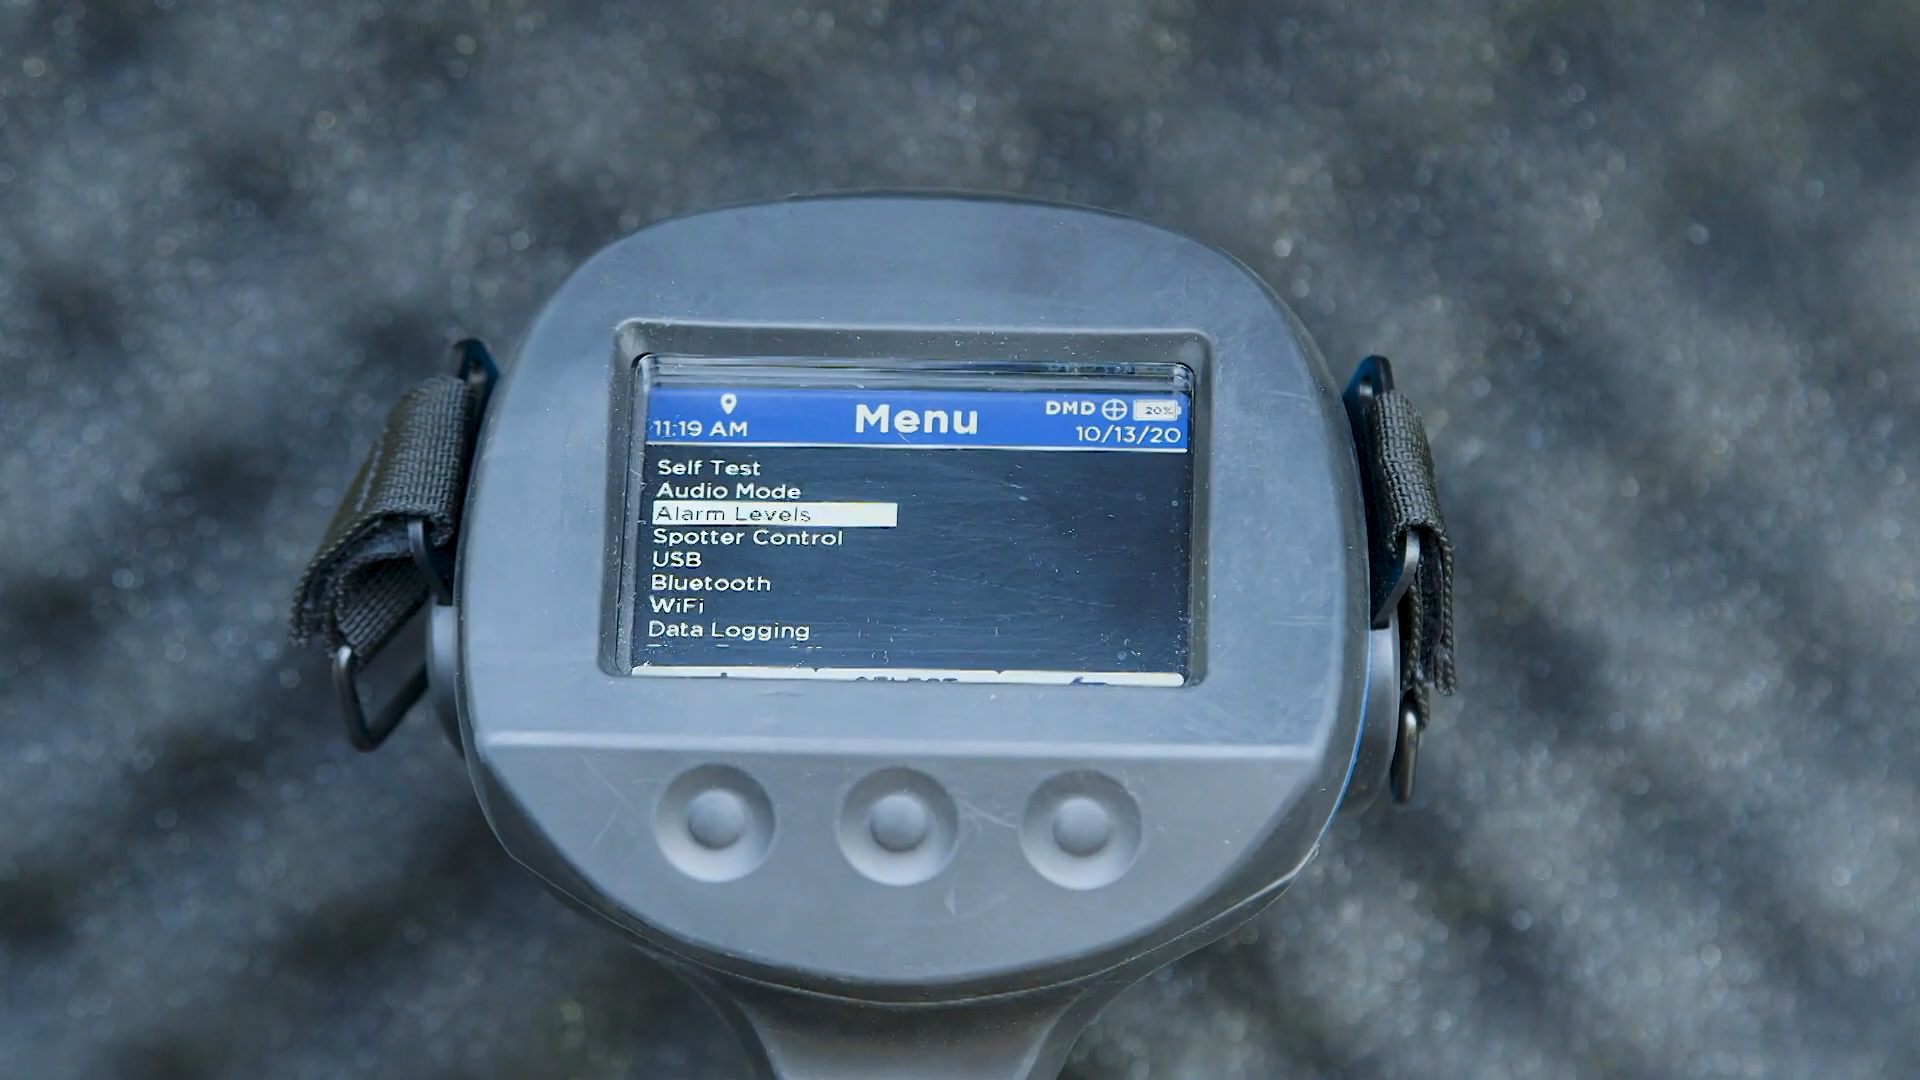 11:19 AM
Menu
DMD
20%
10/13/20
Self Test
Audio Mode
Alarm Levels
Spotter Control
USB
Bluetooth
WiFi
Data Logging
SELECT